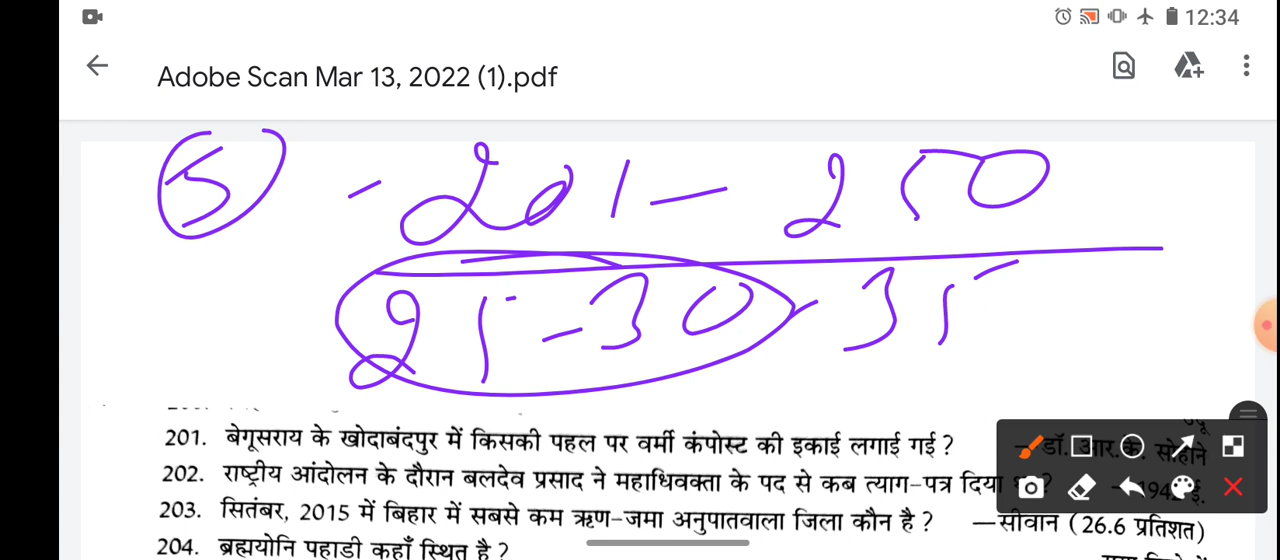 12:34
Adobe Scan Mar 13, 2022 (1).pdf
5 - 201 - 250
25 - 30 - 35
201. बेगूसराय के खोदाबंदपुर में किसकी पहल पर वर्मी कंपोस्ट की इकाई लगाई गई ? – डॉ. आर. के. सोहाने
202. राष्ट्रीय आंदोलन के दौरान बलदेव प्रसाद ने महाधिवक्ता के पद से कब त्याग-पत्र दिया
203. सितंबर, 2015 में बिहार में सबसे कम ऋण-जमा अनुपातवाला जिला कौन है ? —सीवान (26.6 प्रतिशत)
204. ब्रह्मयोनि पहाड़ी कहाँ स्थित है ?